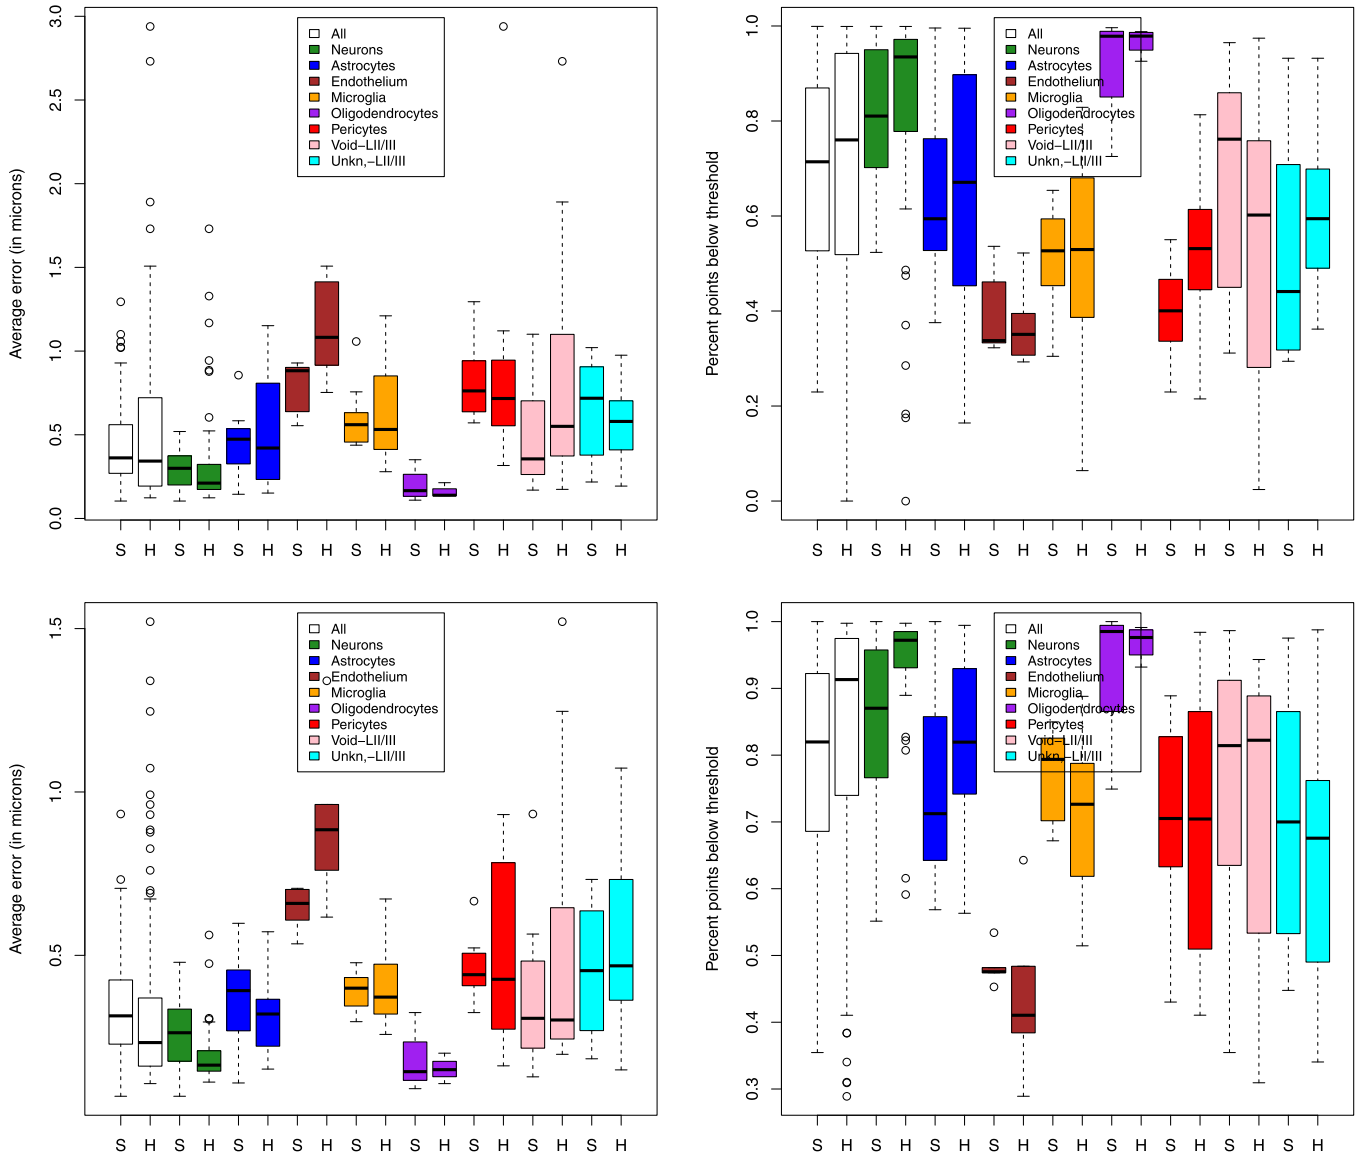 Average error (in microns)
3.0
2.5
2.0
1.5
1.0
0.5
0.0
All
Neurons
Astrocytes
Endothelium
Microglia
Oligodendrocytes
Pericytes
Void−LII/III
Unkn,−LII/III
S H S H S H S H S H S H S H S H S H
Percent points below threshold
1.0
0.8
0.6
0.4
0.2
0.0
All
Neurons
Astrocytes
Endothelium
Microglia
Oligodendrocytes
Pericytes
Void−LII/III
Unkn,−LII/III
S H S H S H S H S H S H S H S H S H
Average error (in microns)
1.5
1.0
0.5
All
Neurons
Astrocytes
Endothelium
Microglia
Oligodendrocytes
Pericytes
Void−LII/III
Unkn,−LII/III
S H S H S H S H S H S H S H S H S H
Percent points below threshold
1.0
0.9
0.8
0.7
0.6
0.5
0.4
0.3
All
Neurons
Astrocytes
Endothelium
Microglia
Oligodendrocytes
Pericytes
Void−LII/III
Unkn,−LII/III
S H S H S H S H S H S H S H S H S H